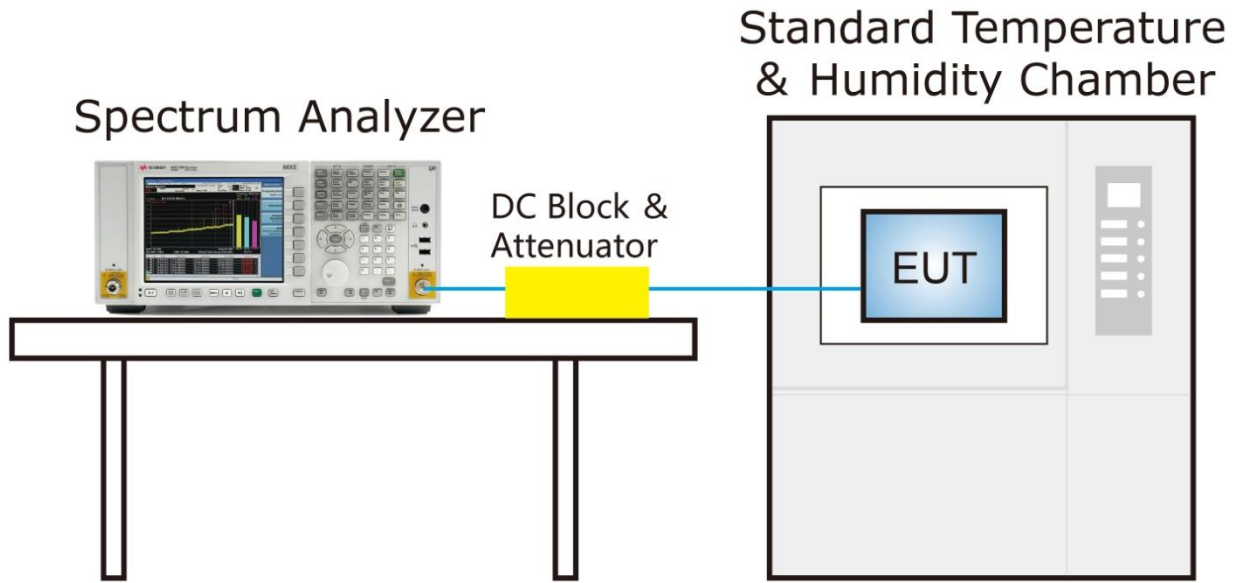 Standard Temperature
& Humidity Chamber
Spectrum Analyzer
DC Block &
Attenuator
EUT